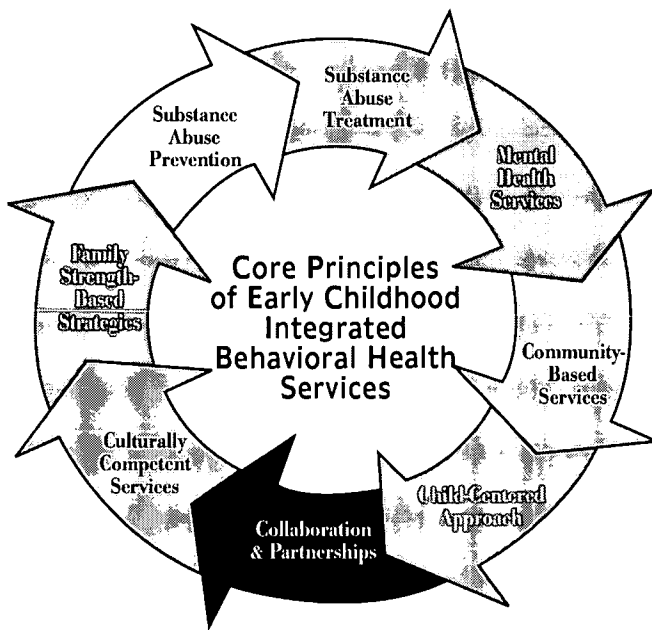 Core Principles
of Early Childhood
Integrated
Behavioral Health
Services
Substance
Abuse
Treatment
Mental
Health
Services
Community-
Based
Services
Child-Centered
Approach
Collaboration
& Partnerships
Culturally
Competent
Services
Family
Strength-
Based
Strategies
Substance
Abuse
Prevention